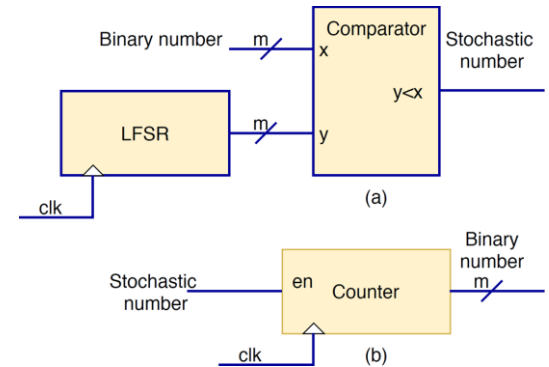 Binary number
m
x
Comparator
Stochastic
number
y<x
LFSR
m
y
clk
(a)
Stochastic
number
en
Counter
Binary
number
m
clk
(b)